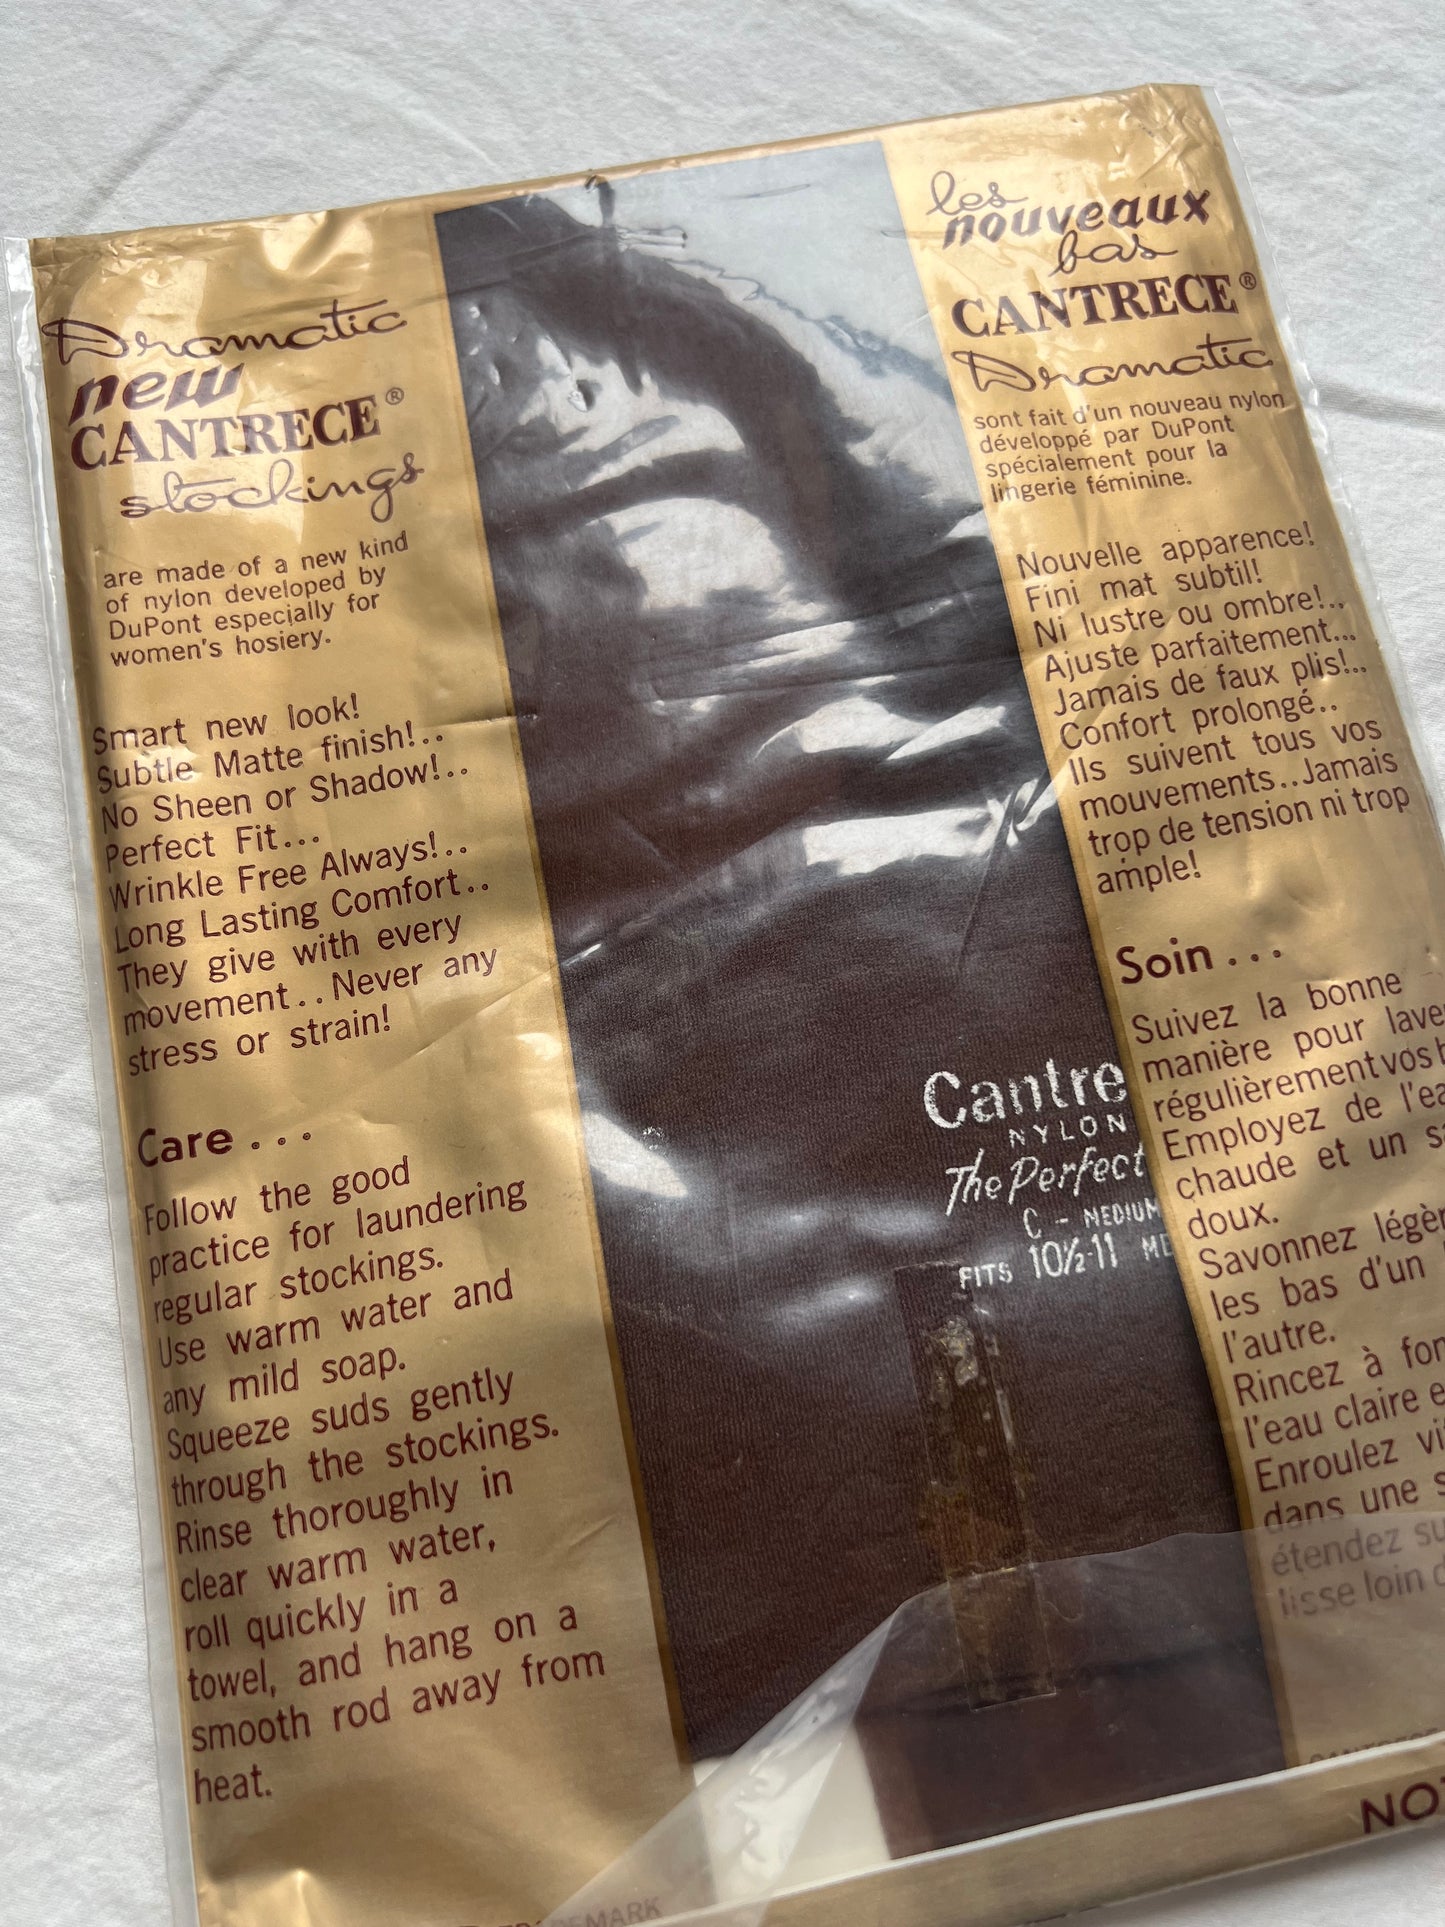 Dramatic
new
CANTRECE®
stockings
are made of a new kind
of nylon developed by
DuPont especially for
women's hosiery.
Smart new look!
Subtle Matte finish!..
No Sheen or Shadow!..
Perfect Fit...
Wrinkle Free Always!..
Long Lasting Comfort..
They give with every
movement.. Never any
stress or strain!
Care...
Follow the good
practice for laundering
regular stockings.
Use warm water and
any mild soap.
Squeeze suds gently
through the stockings.
Rinse thoroughly in
clear warm water,
roll quickly in a
towel, and hang on a
smooth rod away from
heat.
TRADEMARK
Cantre
NYLON
The Perfect
C - MEDIUM
FITS 10½-11 ME
les
nouveaux
bas
CANTRECE®
Dramatic
sont fait d'un nouveau nylon
développé par DuPont
spécialement pour la
lingerie féminine.
Nouvelle apparence!
Fini mat subtil!
Ni lustre ou ombre!..
Ajuste parfaitement...
Jamais de faux plis!..
Confort prolongé..
Ils suivent tous vos
mouvements..Jamais
trop de tension ni trop
ample!
Soin...
Suivez la bonne
manière pour lave
régulièrement vos b
Employez de l'ea
chaude et un sa
doux.
Savonnez légèr
les bas d'un
l'autre.
Rincez à fon
l'eau claire e
Enroulez vi
dans une s
étendez su
lisse loin d
NOT